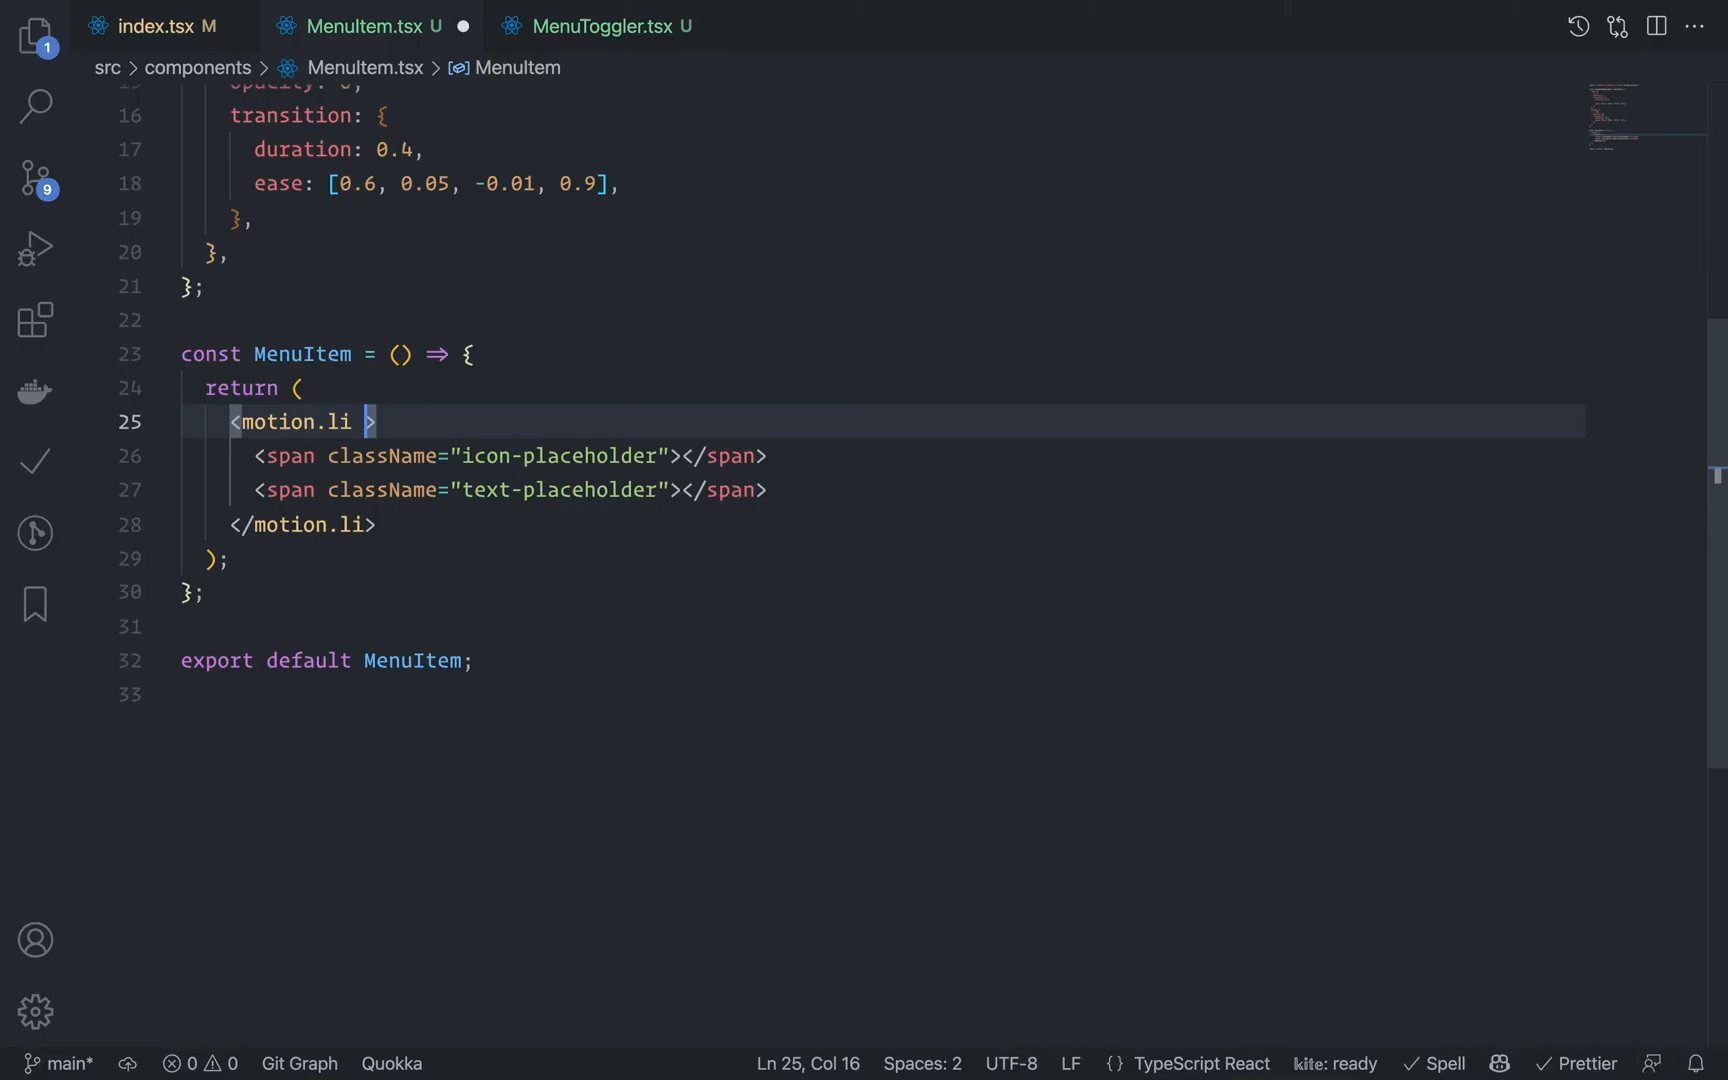 index.tsx M
MenuItem.tsx U
MenuToggler.tsx U
1
src > components > MenuItem.tsx > MenuItem
15 opacity: 0,
16 transition: {
17 duration: 0.4,
18 ease: [0.6, 0.05, -0.01, 0.9],
19 },
20 },
21 };
22
23 const MenuItem = () => {
24 return (
25 <motion.li >
26 <span className="icon-placeholder"></span>
27 <span className="text-placeholder"></span>
28 </motion.li>
29 );
30 };
31
32 export default MenuItem;
33
9
main* 0 0 Git Graph Quokka Ln 25, Col 16 Spaces: 2 UTF-8 LF {} TypeScript React kite: ready Spell Prettier